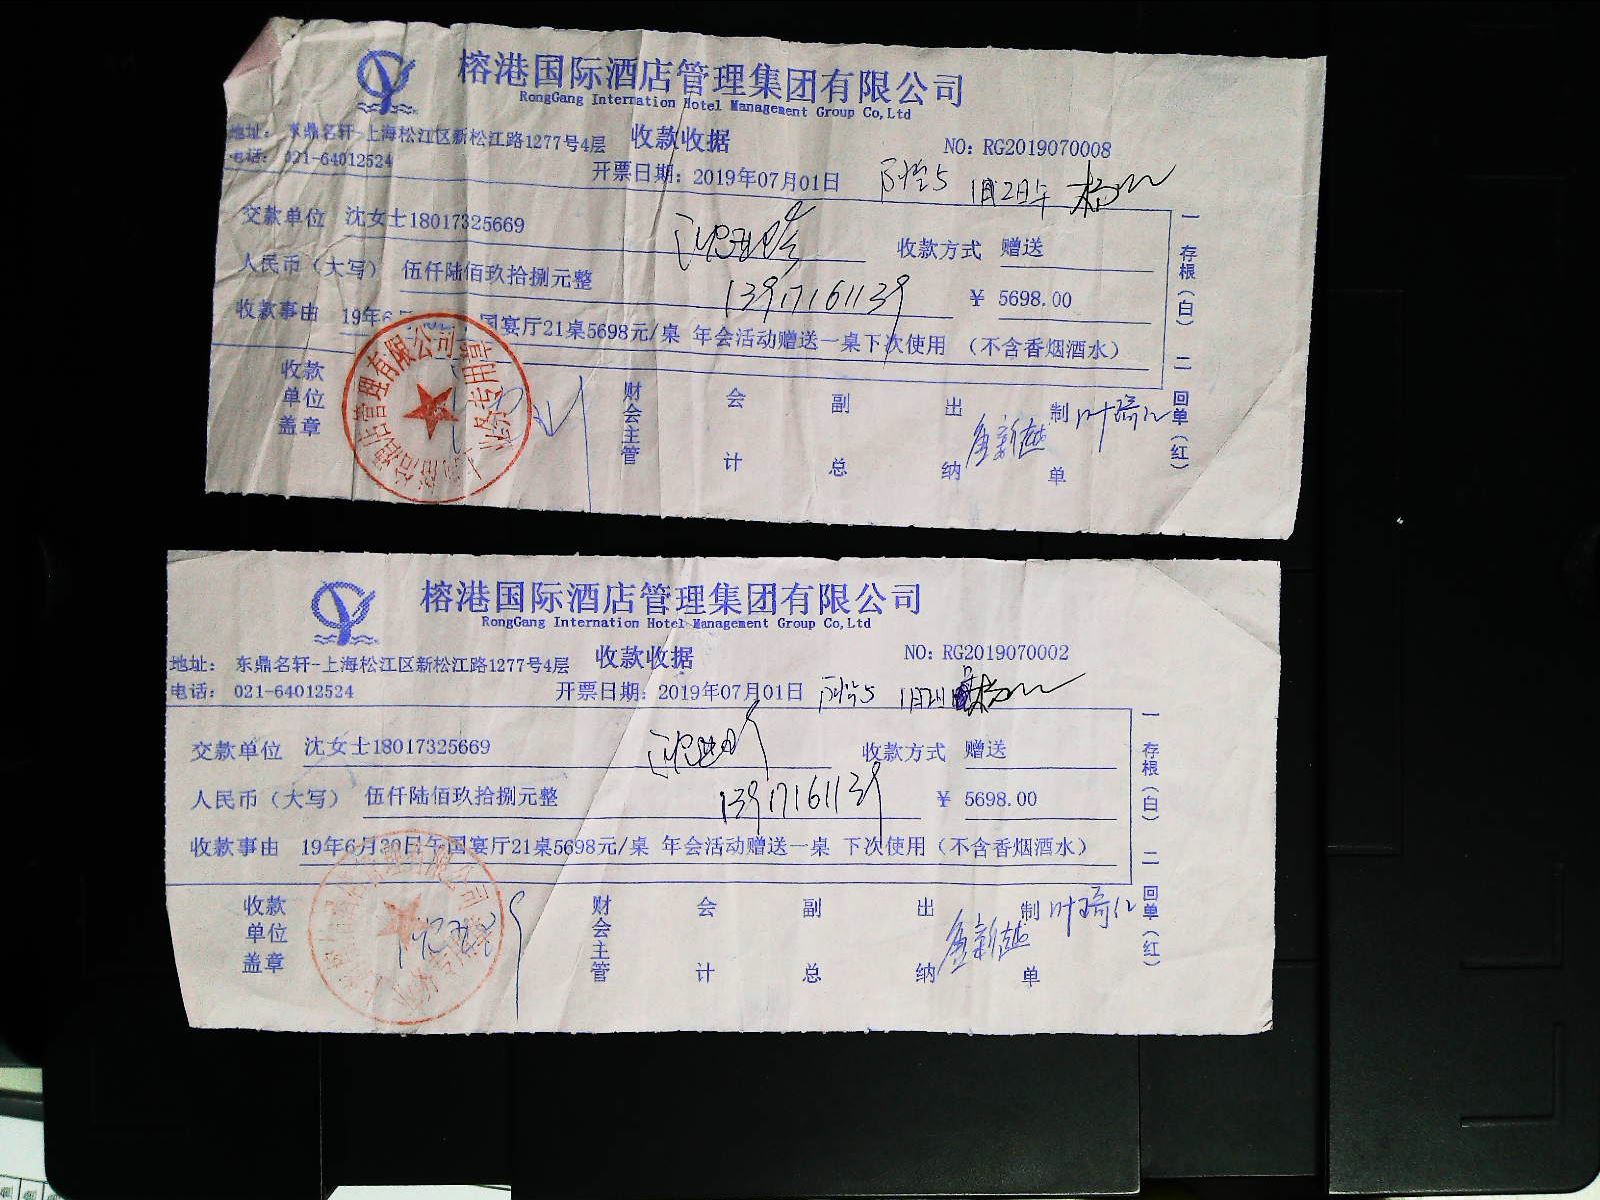 榕港国际酒店管理集团有限公司
RongGang Internation Hotel Management Group Co,Ltd
地址: 东鼎名轩-上海松江区新松江路1277号4层 收款收据 NO: RG2019070008
电话: 021-64012524 开票日期: 2019年07月01日
1月2日午
交款单位 沈女士18017325669 收款方式 赠送
人民币(大写) 伍仟陆佰玖拾捌元整 13917161139 ¥ 5698.00
收款事由 19年6 国宴厅21桌5698元/桌 年会活动赠送一桌下次使用 (不含香烟酒水)
收款单位盖章 财会主管 会计 副总 出纳 制单
一存根(白) 二回单(红)
榕港国际酒店管理集团有限公司
RongGang Internation Hotel Management Group Co,Ltd
地址: 东鼎名轩-上海松江区新松江路1277号4层 收款收据 NO: RG2019070002
电话: 021-64012524 开票日期: 2019年07月01日
交款单位 沈女士18017325669 收款方式 赠送
人民币(大写) 伍仟陆佰玖拾捌元整 13917161139 ¥ 5698.00
收款事由 19年6月20日午国宴厅21桌5698元/桌 年会活动赠送一桌 下次使用(不含香烟酒水)
收款单位盖章 财会主管 会计 副总 出纳 制单
一存根(白) 二回单(红)